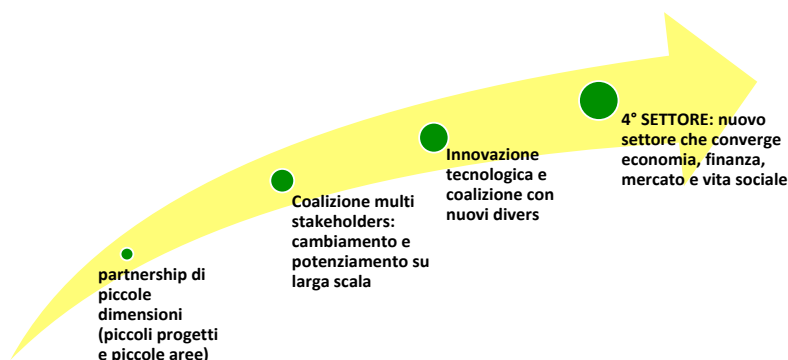 partnership di
piccole
dimensioni
(piccoli progetti
e piccole aree)
Coalizione multi
stakeholders:
cambiamento e
potenziamento su
larga scala
Innovazione
tecnologica e
coalizione con
nuovi divers
4° SETTORE: nuovo
settore che converge
economia, finanza,
mercato e vita sociale